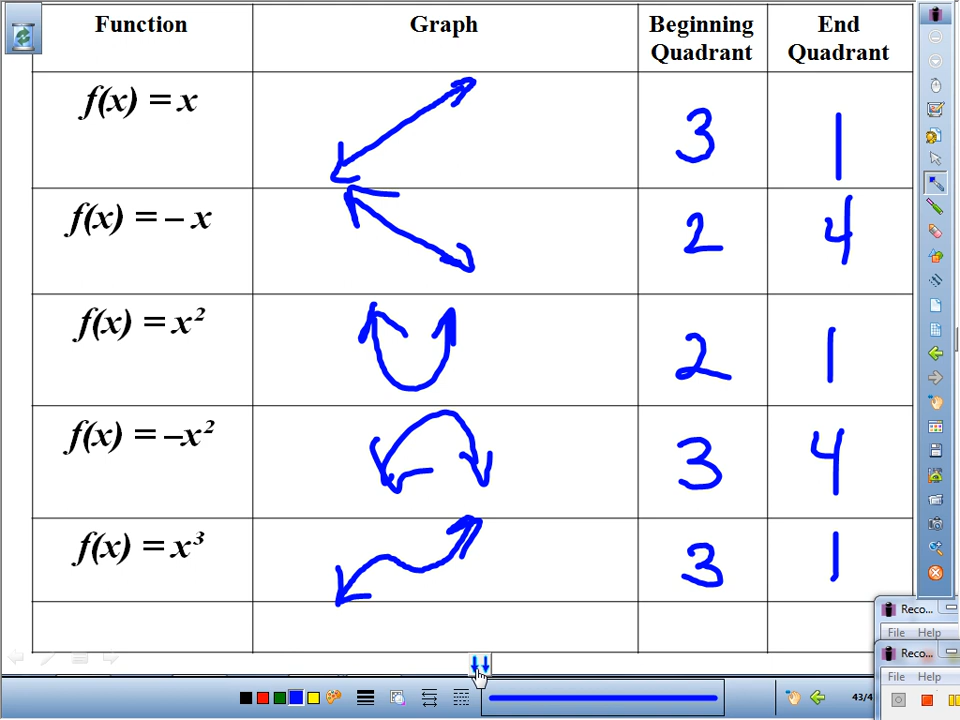 Function Graph Beginning Quadrant End Quadrant
f(x) = x 3 1
f(x) = – x 2 4
f(x) = x² 2 1
f(x) = –x² 3 4
f(x) = x³ 3 1
Reco...
File Help
Reco...
File Help
43/4